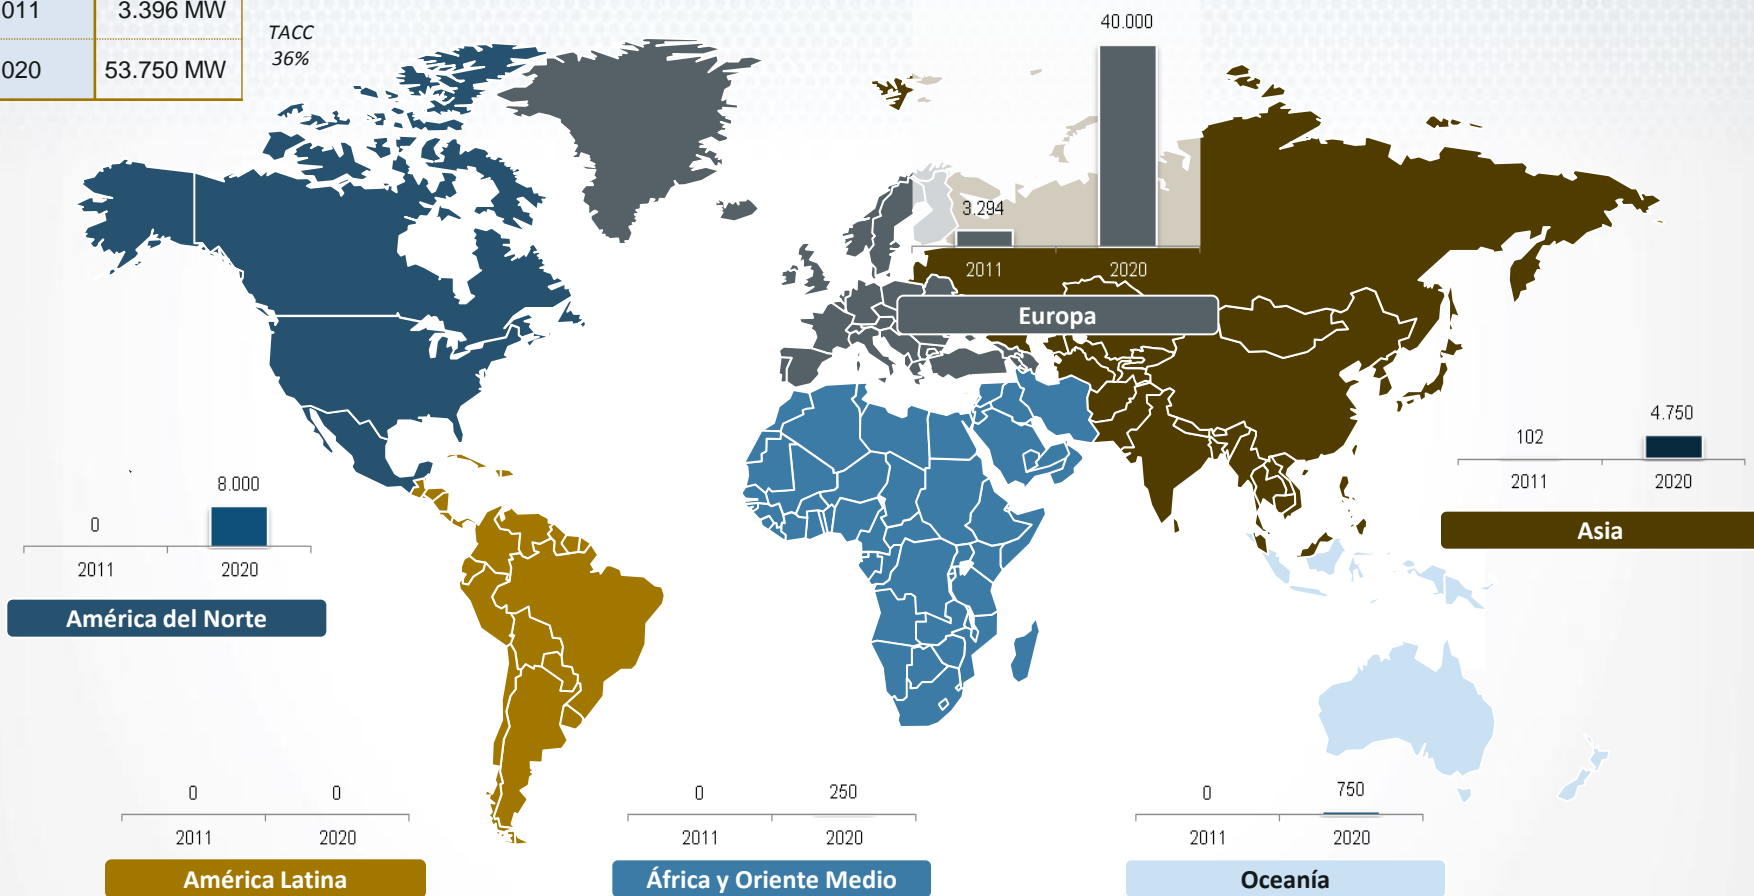 011 3.396 MW
020 53.750 MW
TACC
36%
40.000
3.294
2011 2020
Europa
4.750
102
2011 2020
Asia
8.000
0
2011 2020
América del Norte
0 0
2011 2020
América Latina
0 250
2011 2020
África y Oriente Medio
0 750
2011 2020
Oceanía